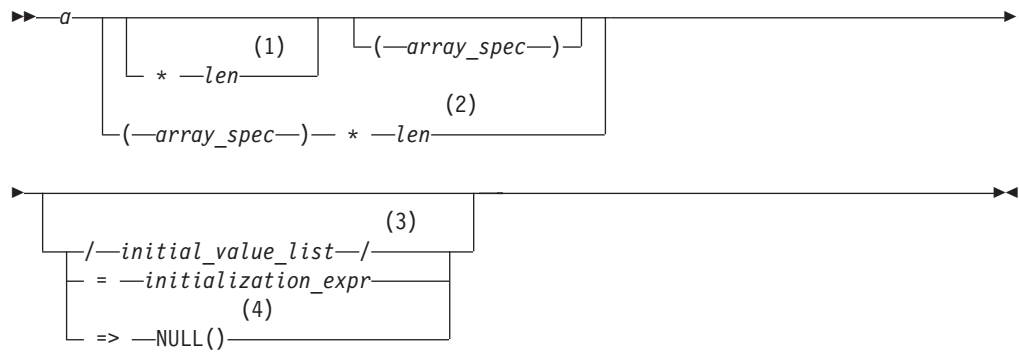 a
(1)
( array_spec )
* len
(2)
( array_spec ) * len
(3)
/ initial_value_list /
= initialization_expr
(4)
=> NULL()